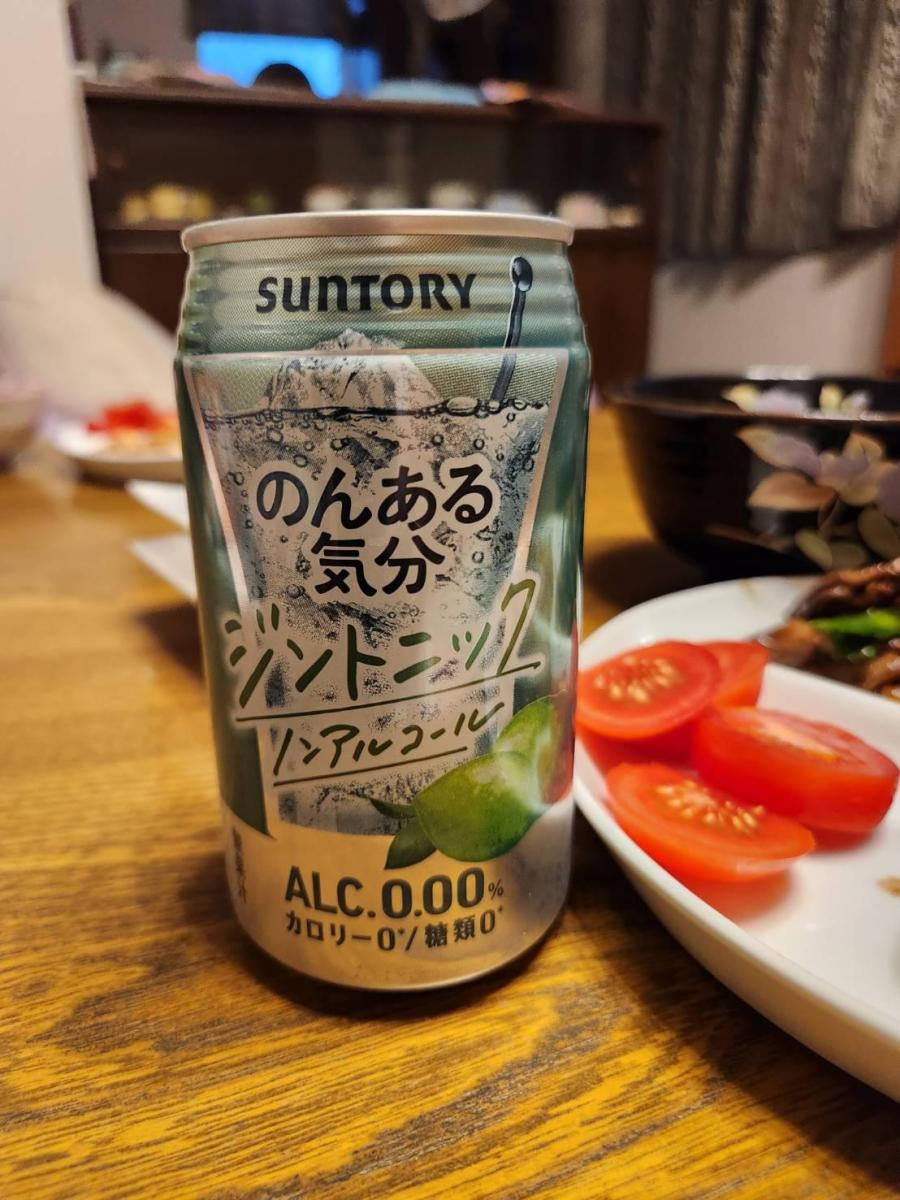 SUNTORY
のんある
気分
ジントニック
ノンアルコール
ALC.0.00%
カロリー0*/糖類0*